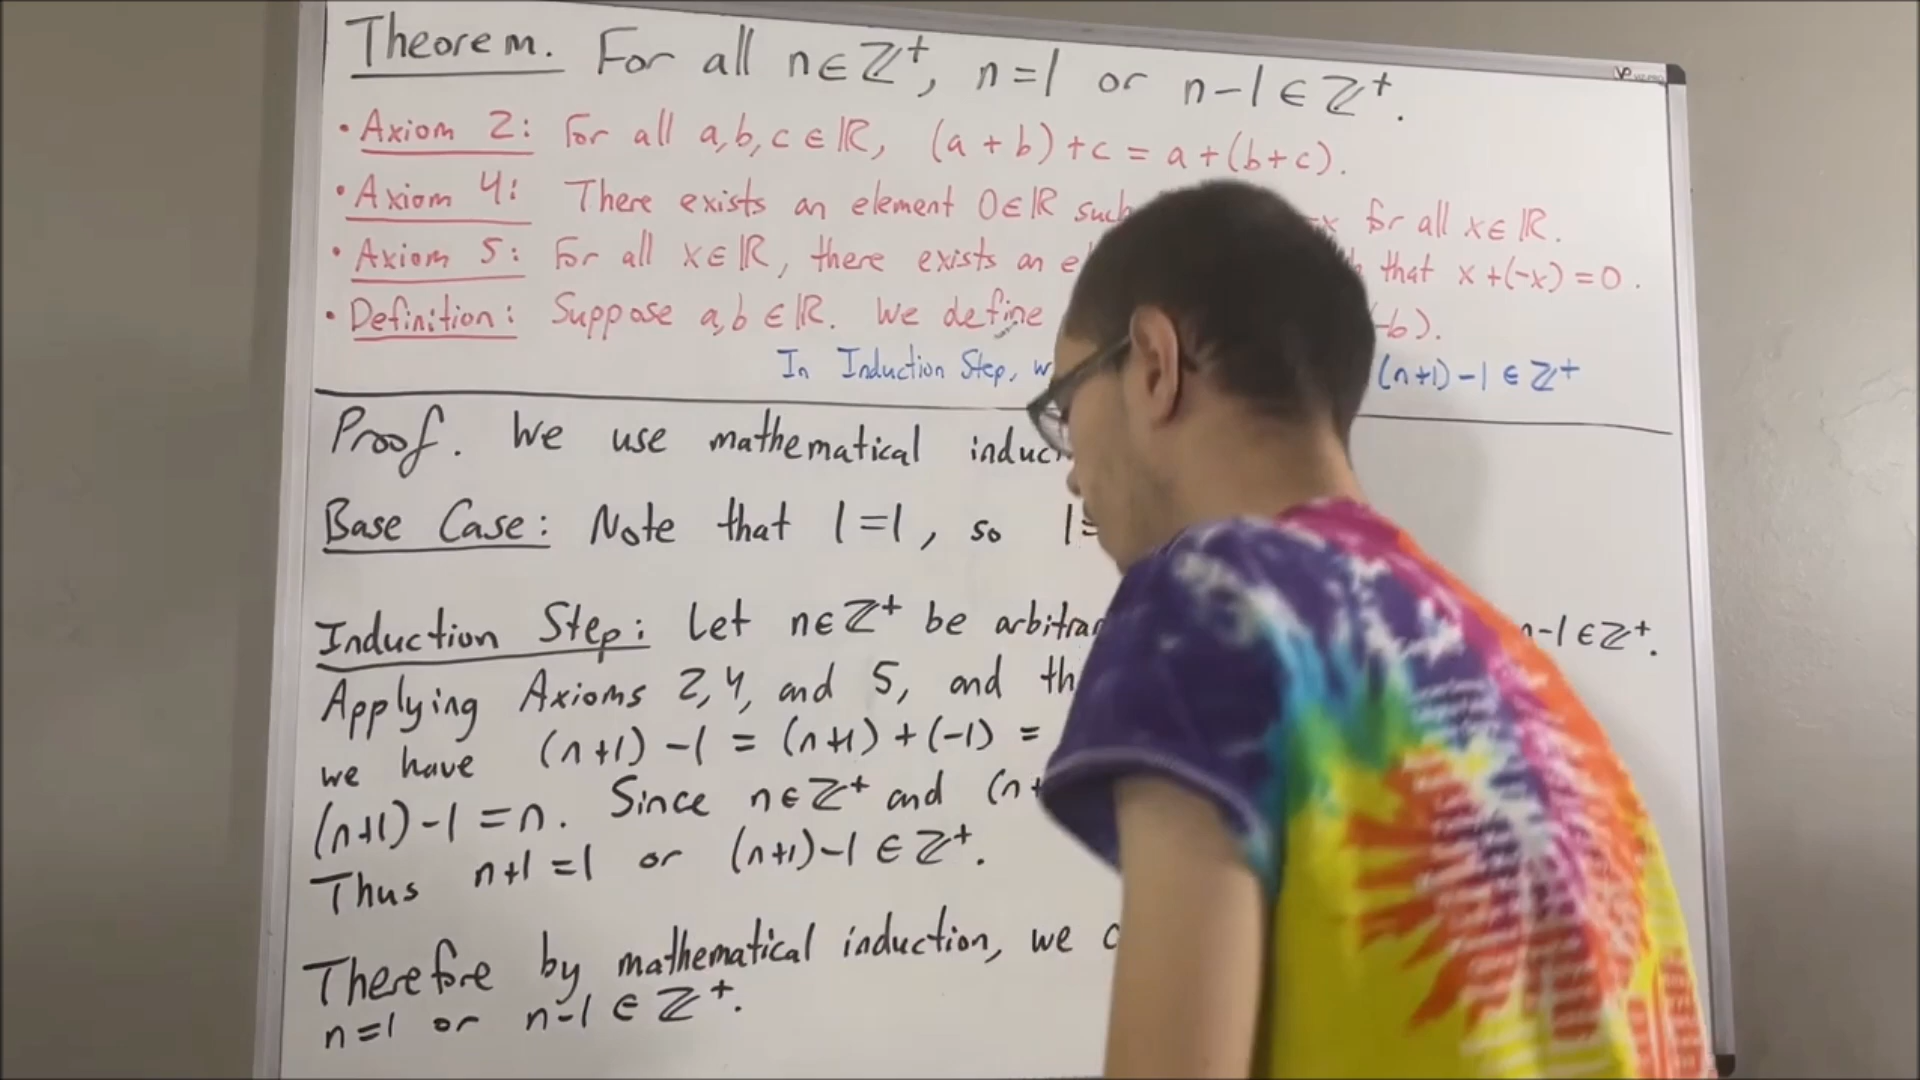 Theorem. For all n∈ℤ⁺, n=1 or n-1∈ℤ⁺.
• Axiom 2: For all a,b,c∈ℝ, (a+b)+c = a+(b+c).
• Axiom 4: There exists an element 0∈ℝ such x for all x∈ℝ.
• Axiom 5: For all x∈ℝ, there exists an that x+(-x)=0.
• Definition: Suppose a,b∈ℝ. We define -b).
In Induction Step, (n+1)-1∈ℤ⁺
Proof. We use mathematical
Base Case: Note that 1=1, so
Induction Step: Let n∈ℤ⁺ be n-1∈ℤ⁺.
Applying Axioms 2,4, and 5, and
we have (n+1)-1 = (n+1)+(-1) =
(n+1)-1=n. Since n∈ℤ⁺ and
Thus n+1=1 or (n+1)-1∈ℤ⁺.
Therefore by mathematical induction, we
n=1 or n-1∈ℤ⁺.